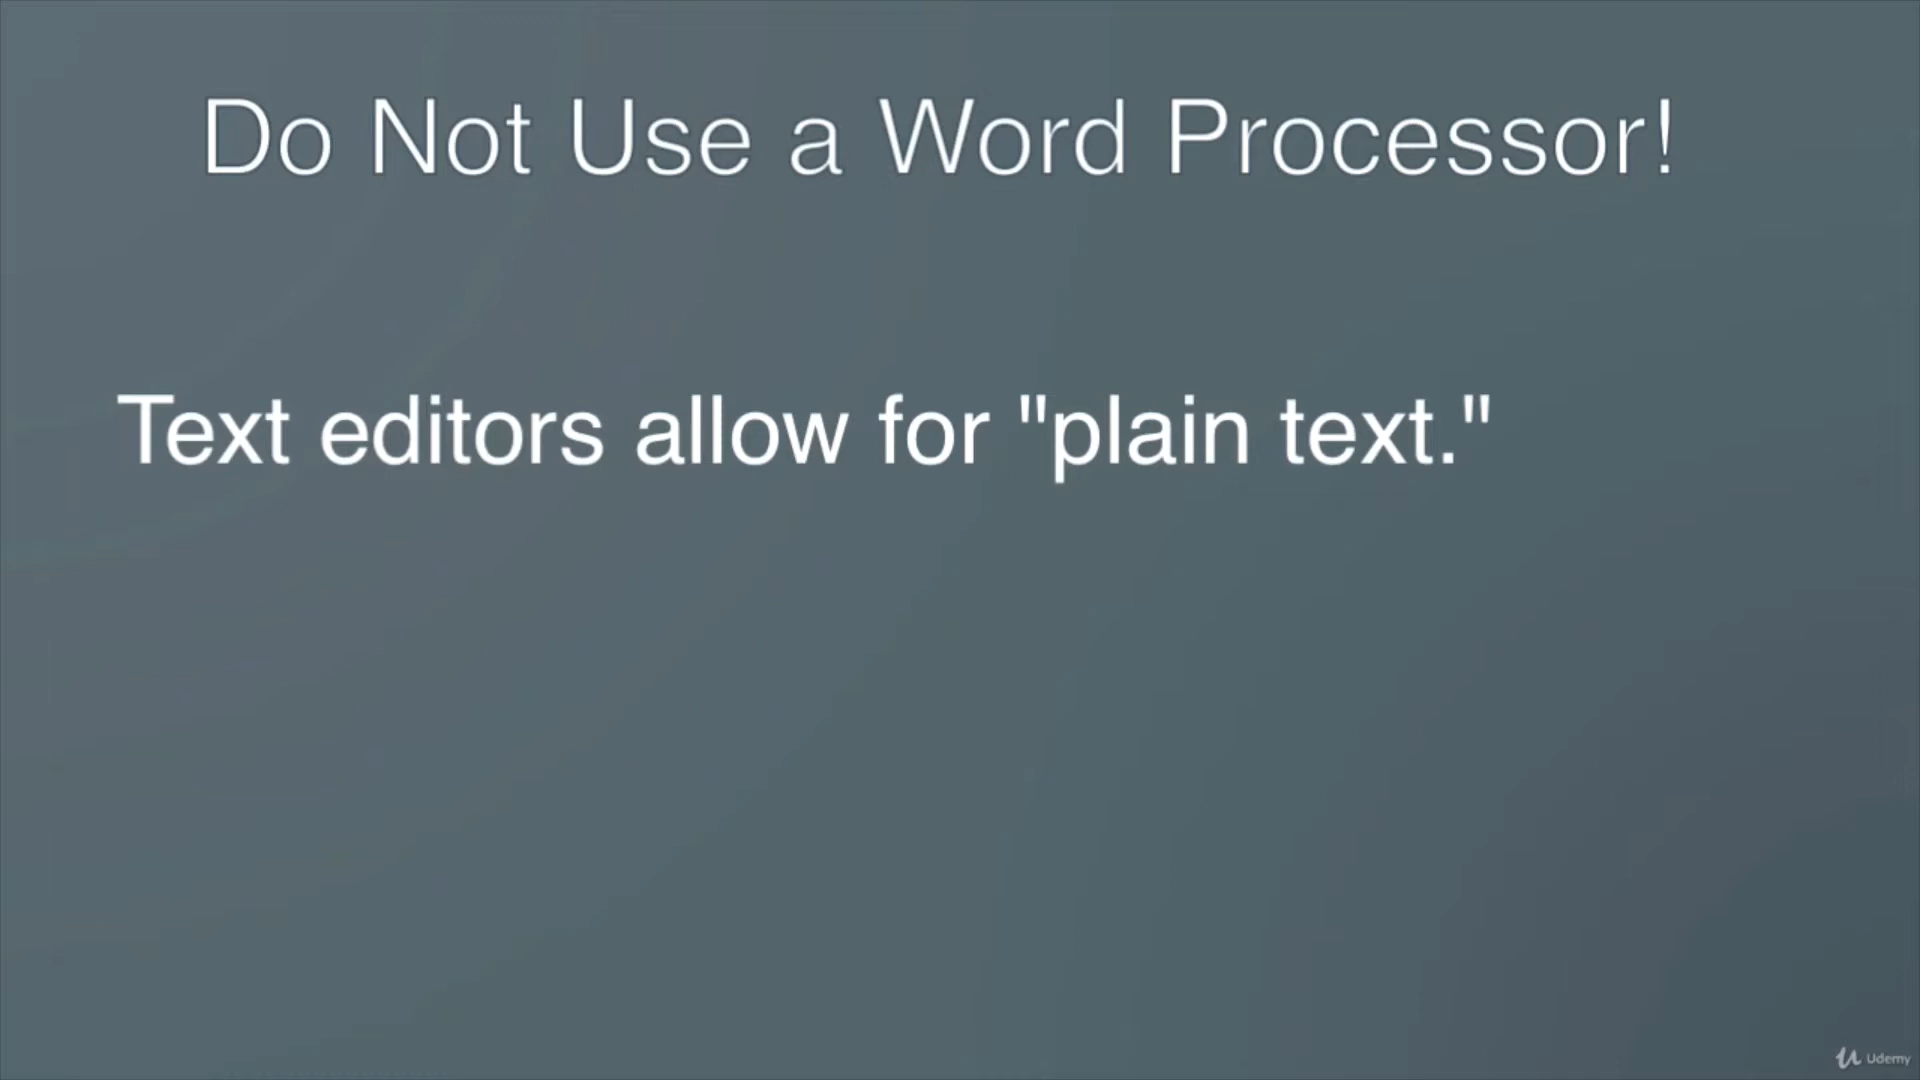 Do Not Use a Word Processor!
Text editors allow for "plain text."
Udemy